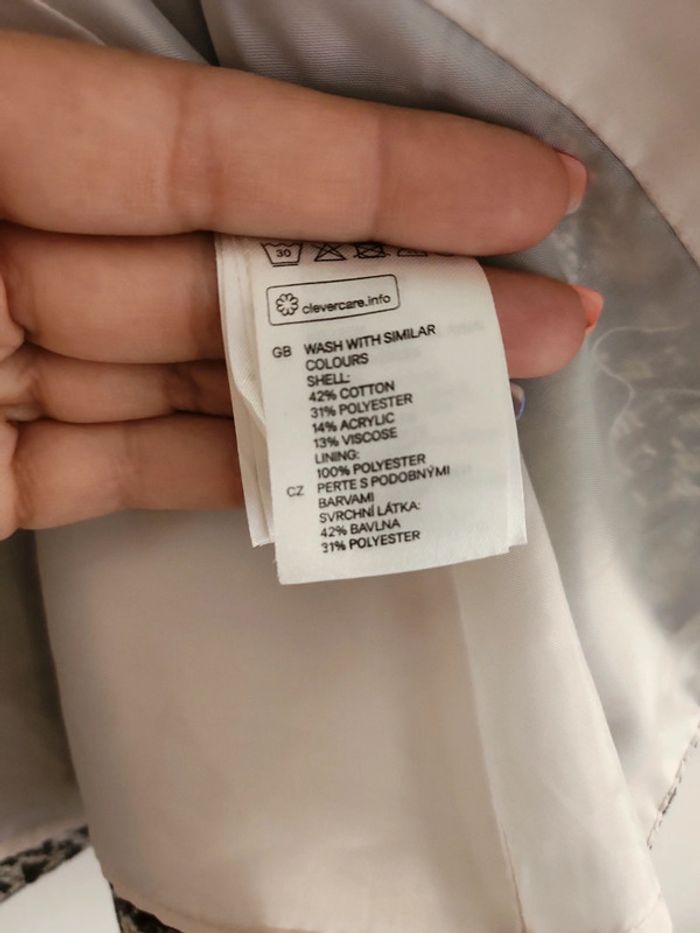 30
clevercare.info
GB WASH WITH SIMILAR
COLOURS
SHELL:
42% COTTON
31% POLYESTER
14% ACRYLIC
13% VISCOSE
LINING:
100% POLYESTER
CZ PERTE S PODOBNÝMI
BARVAMI
SVRCHNÍ LÁTKA:
42% BAVLNA
31% POLYESTER